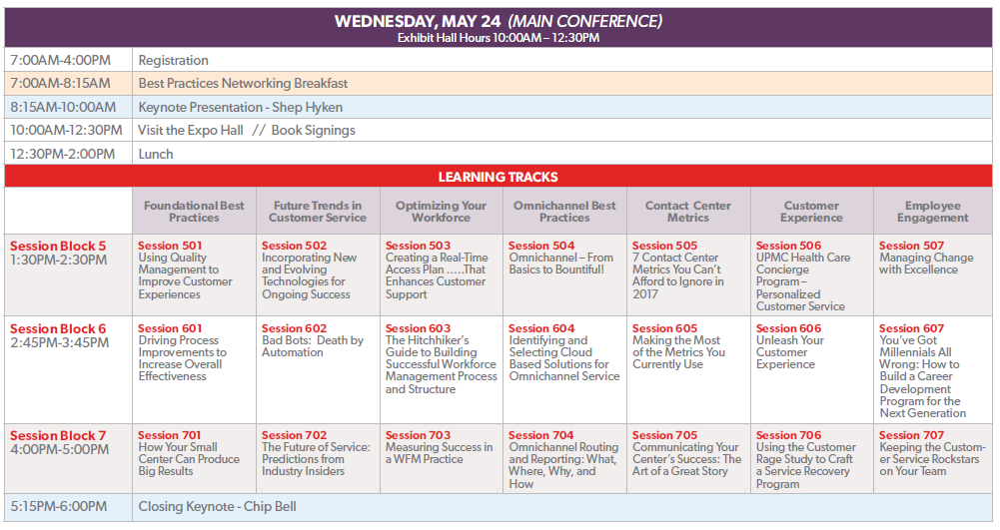 WEDNESDAY, MAY 24 (MAIN CONFERENCE)
Exhibit Hall Hours 10:00AM – 12:30PM
7:00AM-4:00PM Registration
7:00AM-8:15AM Best Practices Networking Breakfast
8:15AM-10:00AM Keynote Presentation - Shep Hyken
10:00AM-12:30PM Visit the Expo Hall // Book Signings
12:30PM-2:00PM Lunch
LEARNING TRACKS
Foundational Best
Practices
Future Trends in
Customer Service
Optimizing Your
Workforce
Omnichannel Best
Practices
Contact Center
Metrics
Customer
Experience
Employee
Engagement
Session Block 5
1:30PM-2:30PM
Session 501
Using Quality
Management to
Improve Customer
Experiences
Session 502
Incorporating New
and Evolving
Technologies for
Ongoing Success
Session 503
Creating a Real-Time
Access Plan .....That
Enhances Customer
Support
Session 504
Omnichannel – From
Basics to Bountiful!
Session 505
7 Contact Center
Metrics You Can't
Afford to Ignore in
2017
Session 506
UPMC Health Care
Concierge
Program –
Personalized
Customer Service
Session 507
Managing Change
with Excellence
Session Block 6
2:45PM-3:45PM
Session 601
Driving Process
Improvements to
Increase Overall
Effectiveness
Session 602
Bad Bots: Death by
Automation
Session 603
The Hitchhiker's
Guide to Building
Successful Workforce
Management Process
and Structure
Session 604
Identifying and
Selecting Cloud
Based Solutions for
Omnichannel Service
Session 605
Making the Most
of the Metrics You
Currently Use
Session 606
Unleash Your
Customer
Experience
Session 607
You've Got
Millennials All
Wrong: How to
Build a Career
Development
Program for the
Next Generation
Session Block 7
4:00PM-5:00PM
Session 701
How Your Small
Center Can Produce
Big Results
Session 702
The Future of Service:
Predictions from
Industry Insiders
Session 703
Measuring Success in
a WFM Practice
Session 704
Omnichannel Routing
and Reporting: What,
Where, Why, and
How
Session 705
Communicating Your
Center's Success: The
Art of a Great Story
Session 706
Using the Customer
Rage Study to Craft
a Service Recovery
Program
Session 707
Keeping the Custom-
er Service Rockstars
on Your Team
5:15PM-6:00PM Closing Keynote - Chip Bell